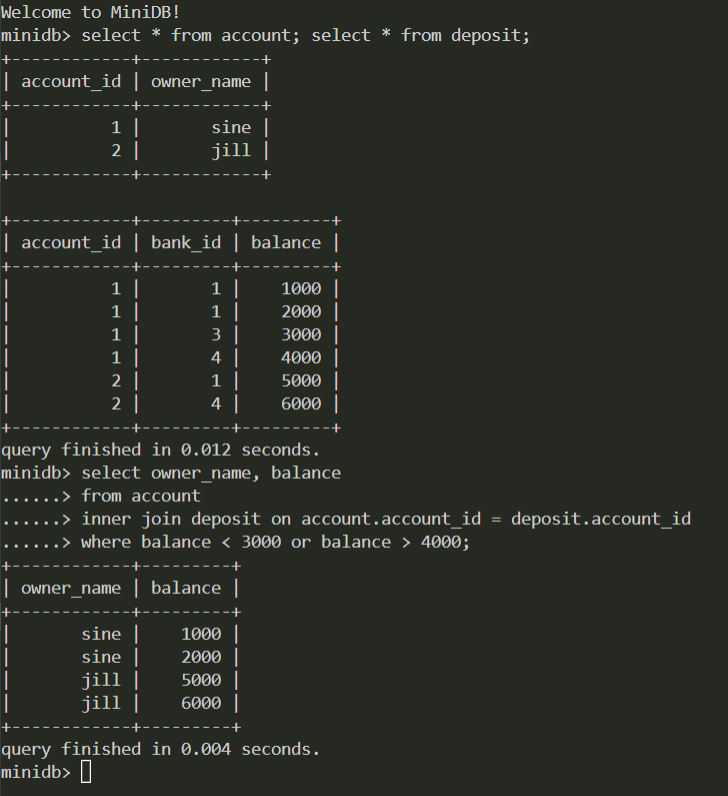 Welcome to MiniDB!
minidb> select * from account; select * from deposit;
+------------+------------+
| account_id | owner_name |
+------------+------------+
|          1 |       sine |
|          2 |       jill |
+------------+------------+

+------------+---------+---------+
| account_id | bank_id | balance |
+------------+---------+---------+
|          1 |       1 |    1000 |
|          1 |       1 |    2000 |
|          1 |       3 |    3000 |
|          1 |       4 |    4000 |
|          2 |       1 |    5000 |
|          2 |       4 |    6000 |
+------------+---------+---------+
query finished in 0.012 seconds.
minidb> select owner_name, balance
......> from account
......> inner join deposit on account.account_id = deposit.account_id
......> where balance < 3000 or balance > 4000;
+------------+---------+
| owner_name | balance |
+------------+---------+
|       sine |    1000 |
|       sine |    2000 |
|       jill |    5000 |
|       jill |    6000 |
+------------+---------+
query finished in 0.004 seconds.
minidb>